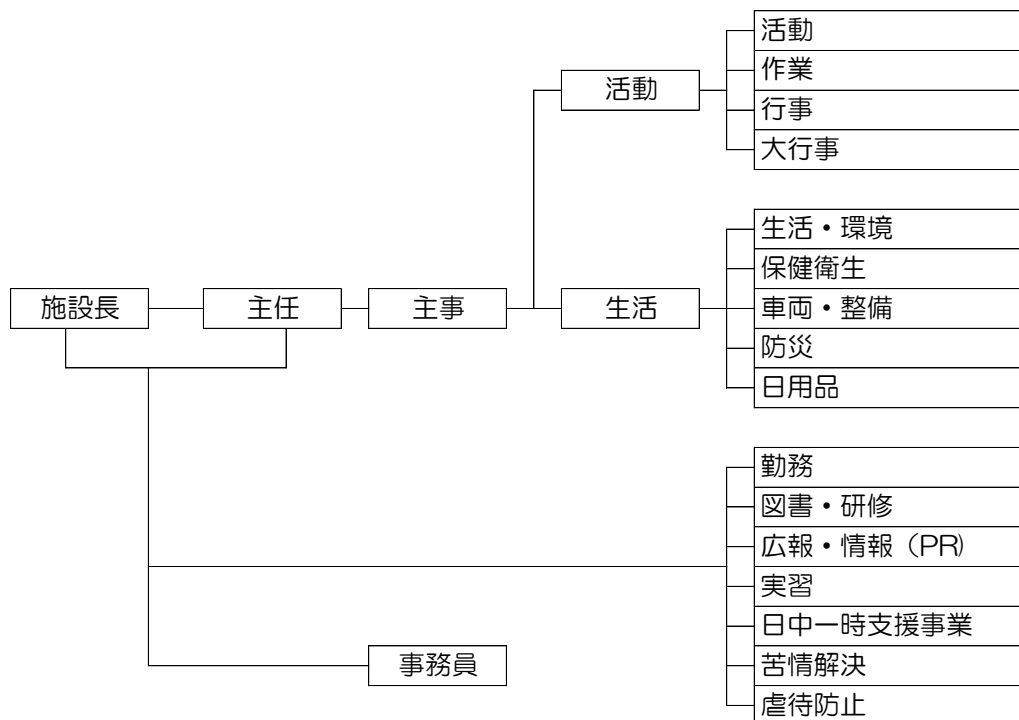 活動
作業
行事
大行事
活動
生活・環境
保健衛生
車両・整備
防災
日用品
施設長
主任
主事
生活
勤務
図書・研修
広報・情報（PR)
実習
日中一時支援事業
苦情解決
虐待防止
事務員